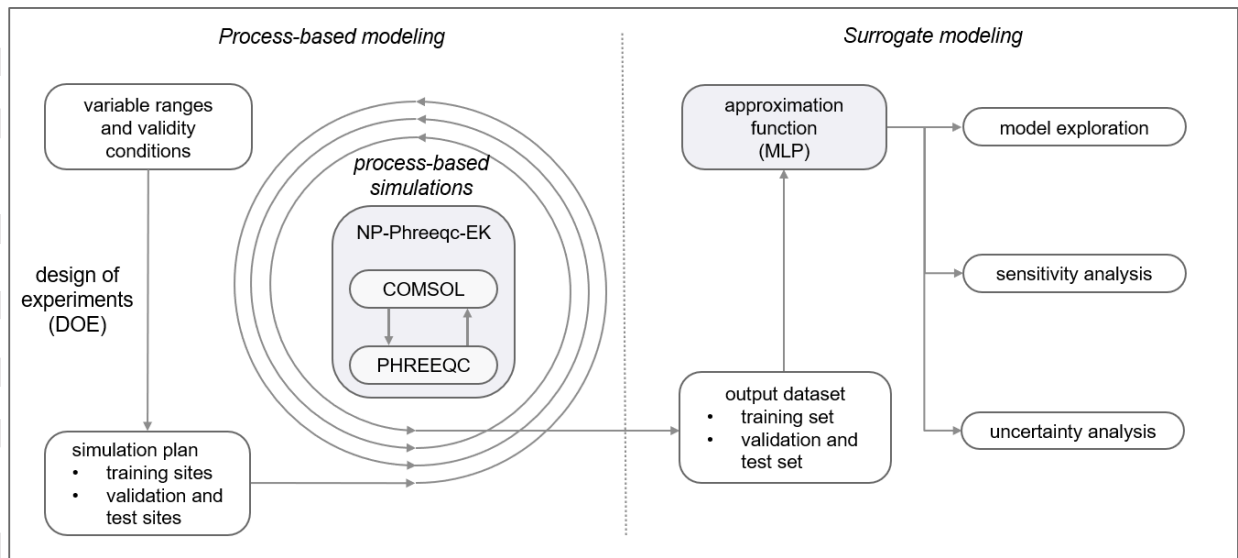 Process-based modeling
variable ranges
and validity
conditions
design of
experiments
(DOE)
simulation plan
• training sites
• validation and
test sites
process-based
simulations
NP-Phreeqc-EK
COMSOL
PHREEQC
Surrogate modeling
approximation
function
(MLP)
output dataset
• training set
• validation and
test set
model exploration
sensitivity analysis
uncertainty analysis